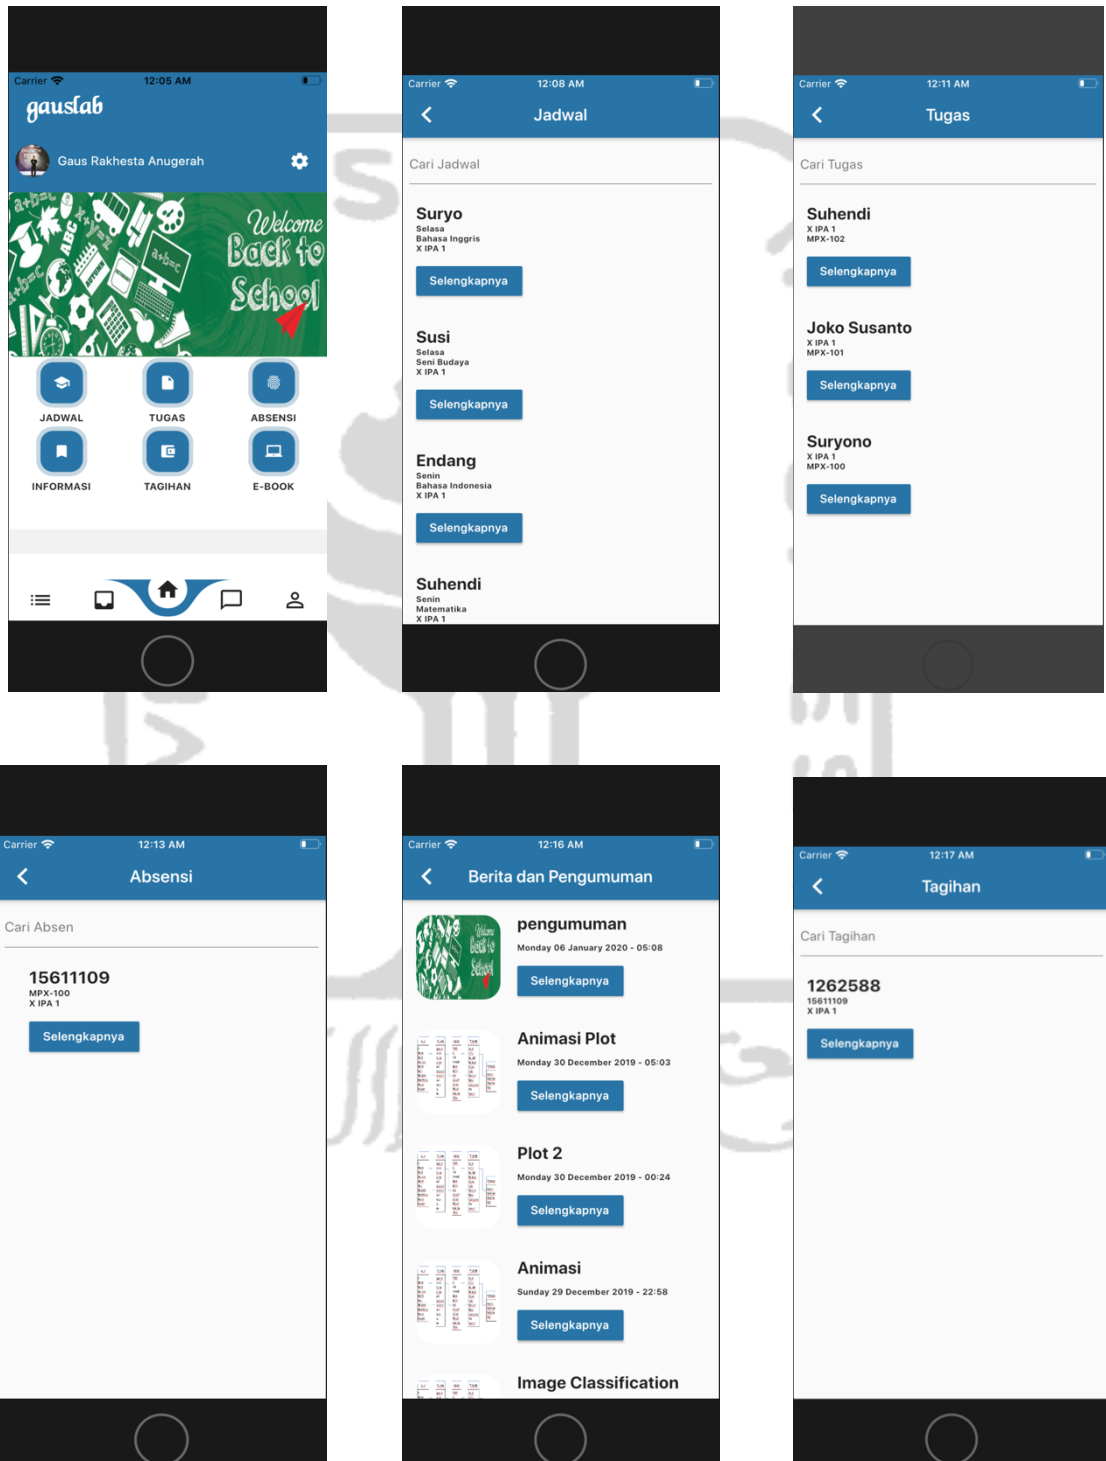 Carrier
12:05 AM
gauslab
Gaus Rakhesta Anugerah
a+b=c
ABC
x+y=z
a+b=c
Welcome
Back to
School
JADWAL
TUGAS
ABSENSI
INFORMASI
TAGIHAN
E-BOOK
Carrier
12:08 AM
Jadwal
Cari Jadwal
Suryo
Selasa
Bahasa Inggris
X IPA 1
Selengkapnya
Susi
Selasa
Seni Budaya
X IPA 1
Selengkapnya
Endang
Senin
Bahasa Indonesia
X IPA 1
Selengkapnya
Suhendi
Senin
Matematika
X IPA 1
Carrier
12:11 AM
Tugas
Cari Tugas
Suhendi
X IPA 1
MPX-102
Selengkapnya
Joko Susanto
X IPA 1
MPX-101
Selengkapnya
Suryono
X IPA 1
MPX-100
Selengkapnya
Carrier
12:13 AM
Absensi
Cari Absen
15611109
MPX-100
X IPA 1
Selengkapnya
Carrier
12:16 AM
Berita dan Pengumuman
Welcome
Back to
School
pengumuman
Monday 06 January 2020 - 05:08
Selengkapnya
Animasi Plot
Monday 30 December 2019 - 05:03
Selengkapnya
Plot 2
Monday 30 December 2019 - 00:24
Selengkapnya
Animasi
Sunday 29 December 2019 - 22:58
Selengkapnya
Image Classification
Carrier
12:17 AM
Tagihan
Cari Tagihan
1262588
15611109
X IPA 1
Selengkapnya